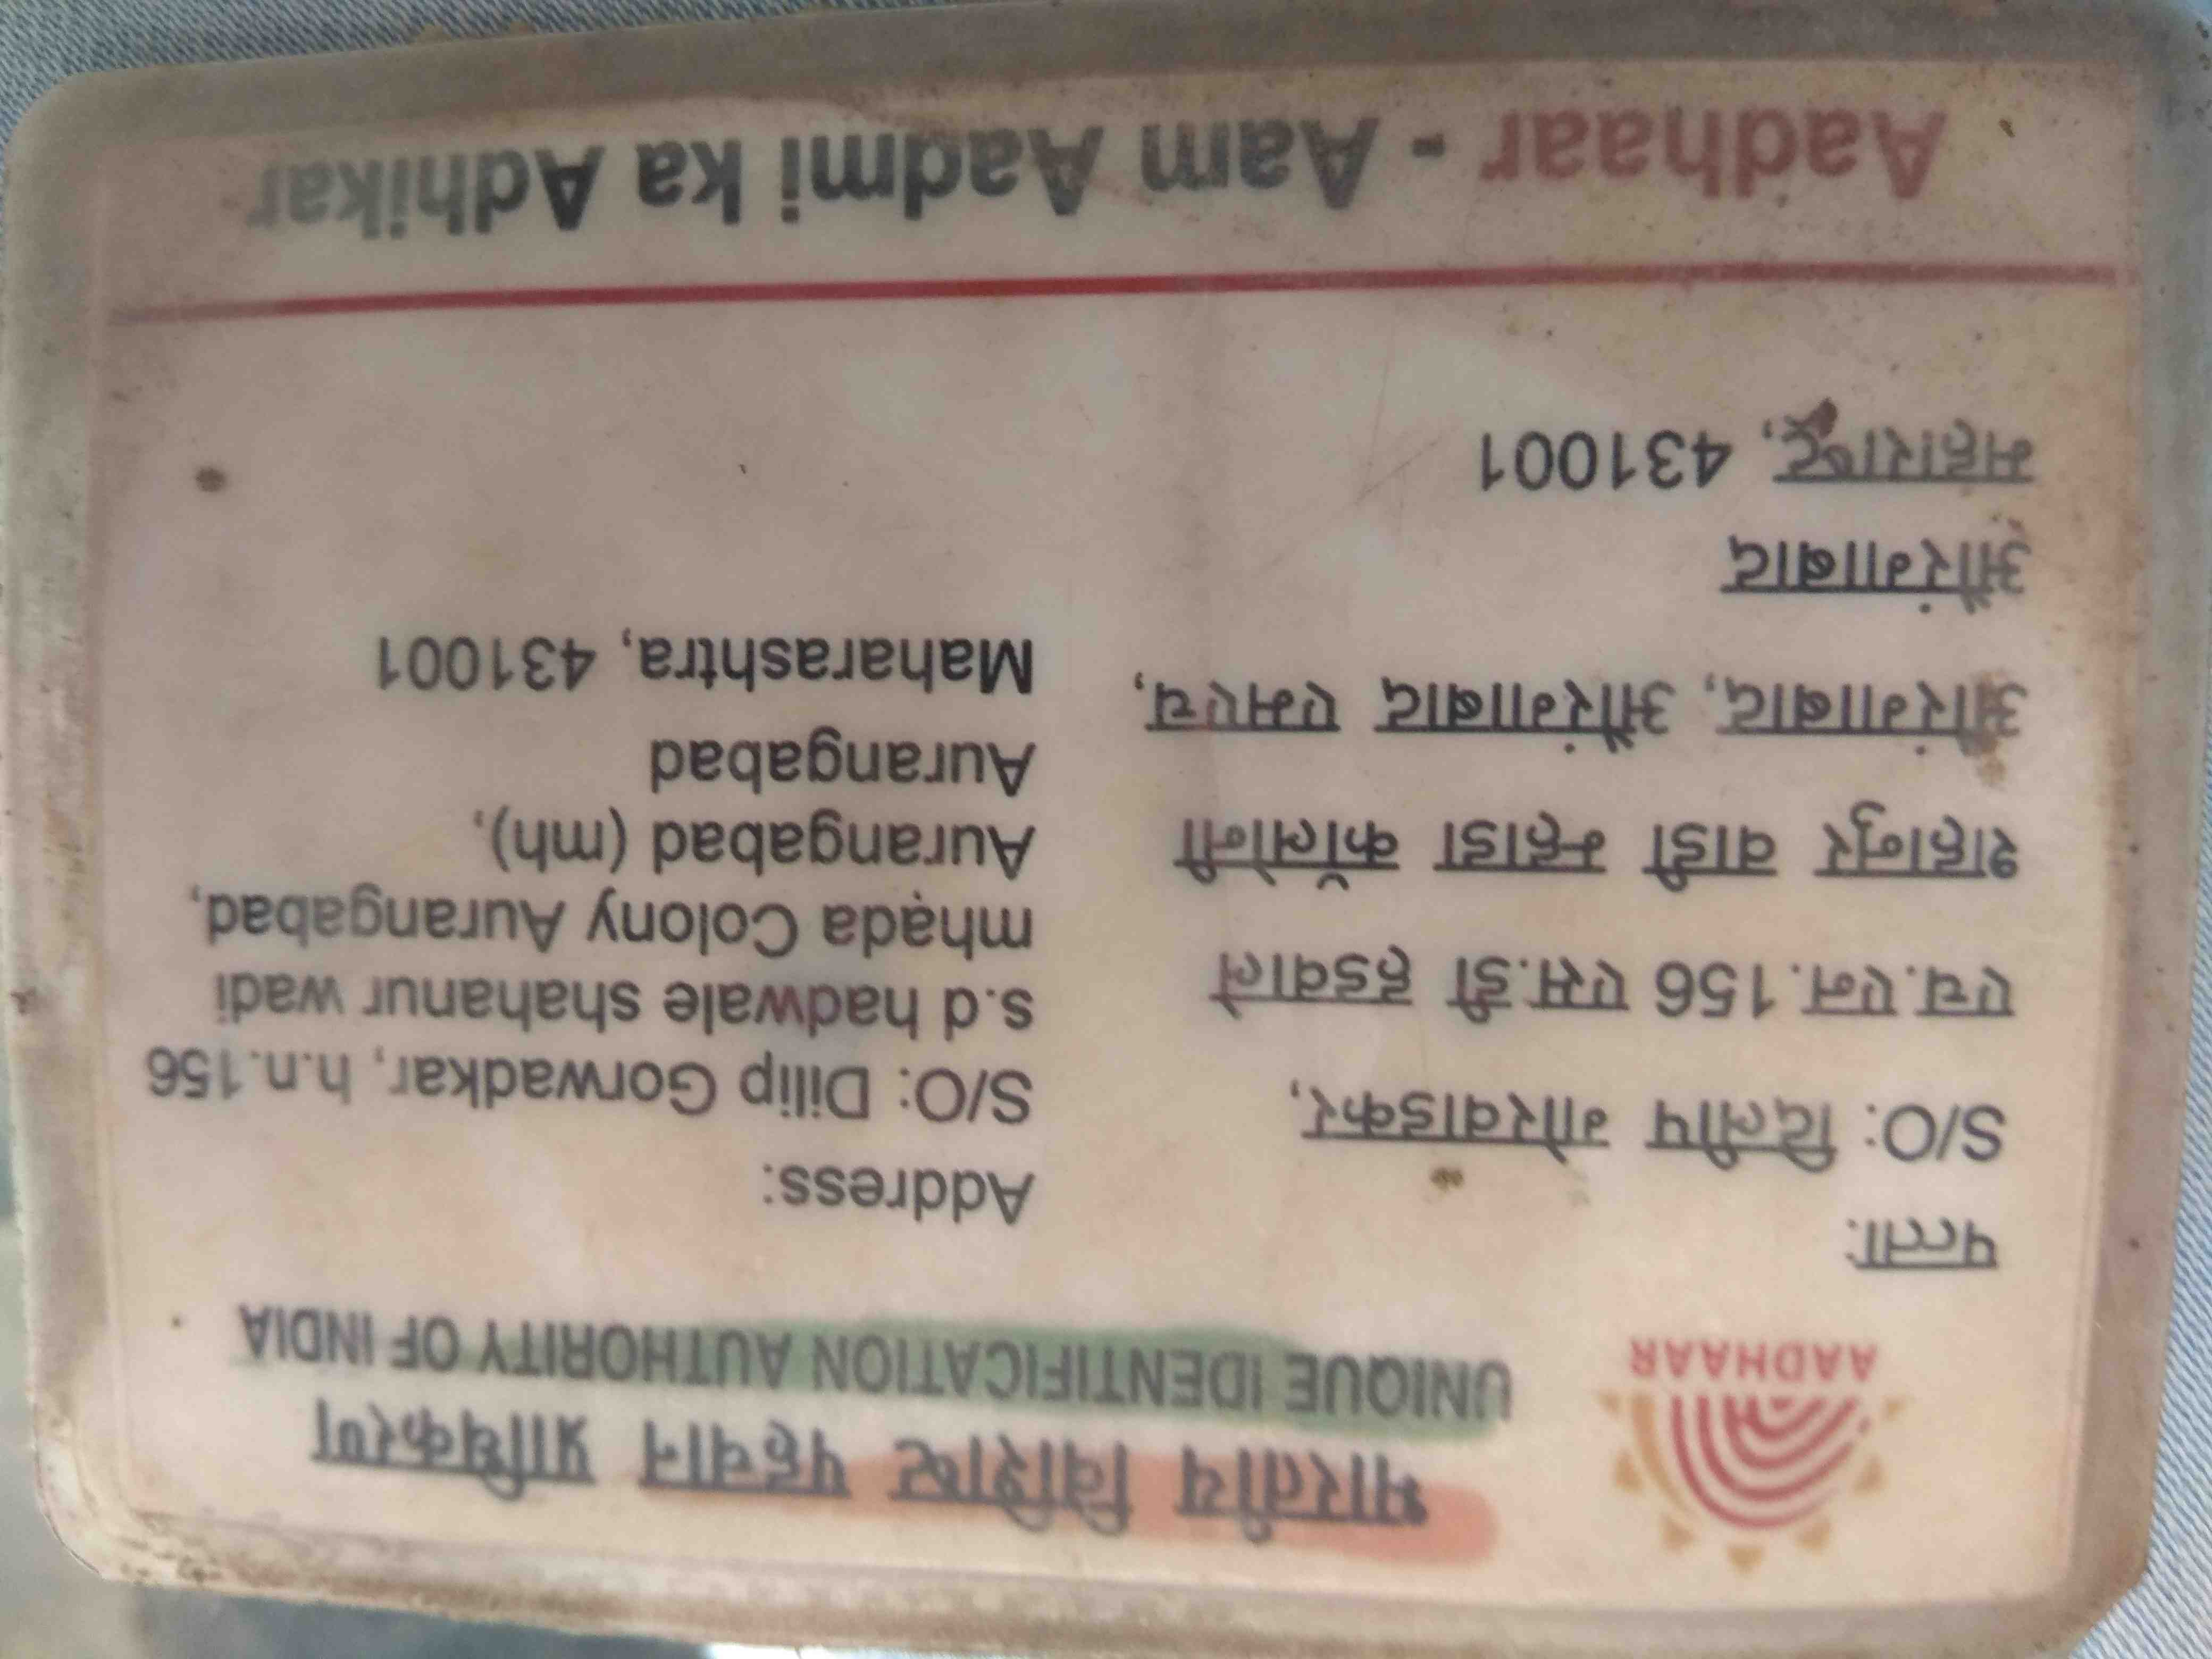 भारतीय विशिष्ट पहचान प्राधिकरण
UNIQUE IDENTIFICATION AUTHORITY OF INDIA
AADHAAR
पत्ता:
S/O: दिलीप गोरवाडकर,
एच.एन.156 एस.डी हडवाले
शहानुर वाडी म्हाडा कॉलोनी
औरंगाबाद, औरंगाबाद एमएच,
औरंगाबाद
महाराष्ट्र, 431001
Address:
S/O: Dilip Gorwadkar, h.n.156
s.d hadwale shahanur wadi
mhada Colony Aurangabad,
Aurangabad (mh),
Aurangabad
Maharashtra, 431001
Aadhaar - Aam Aadmi ka Adhikar